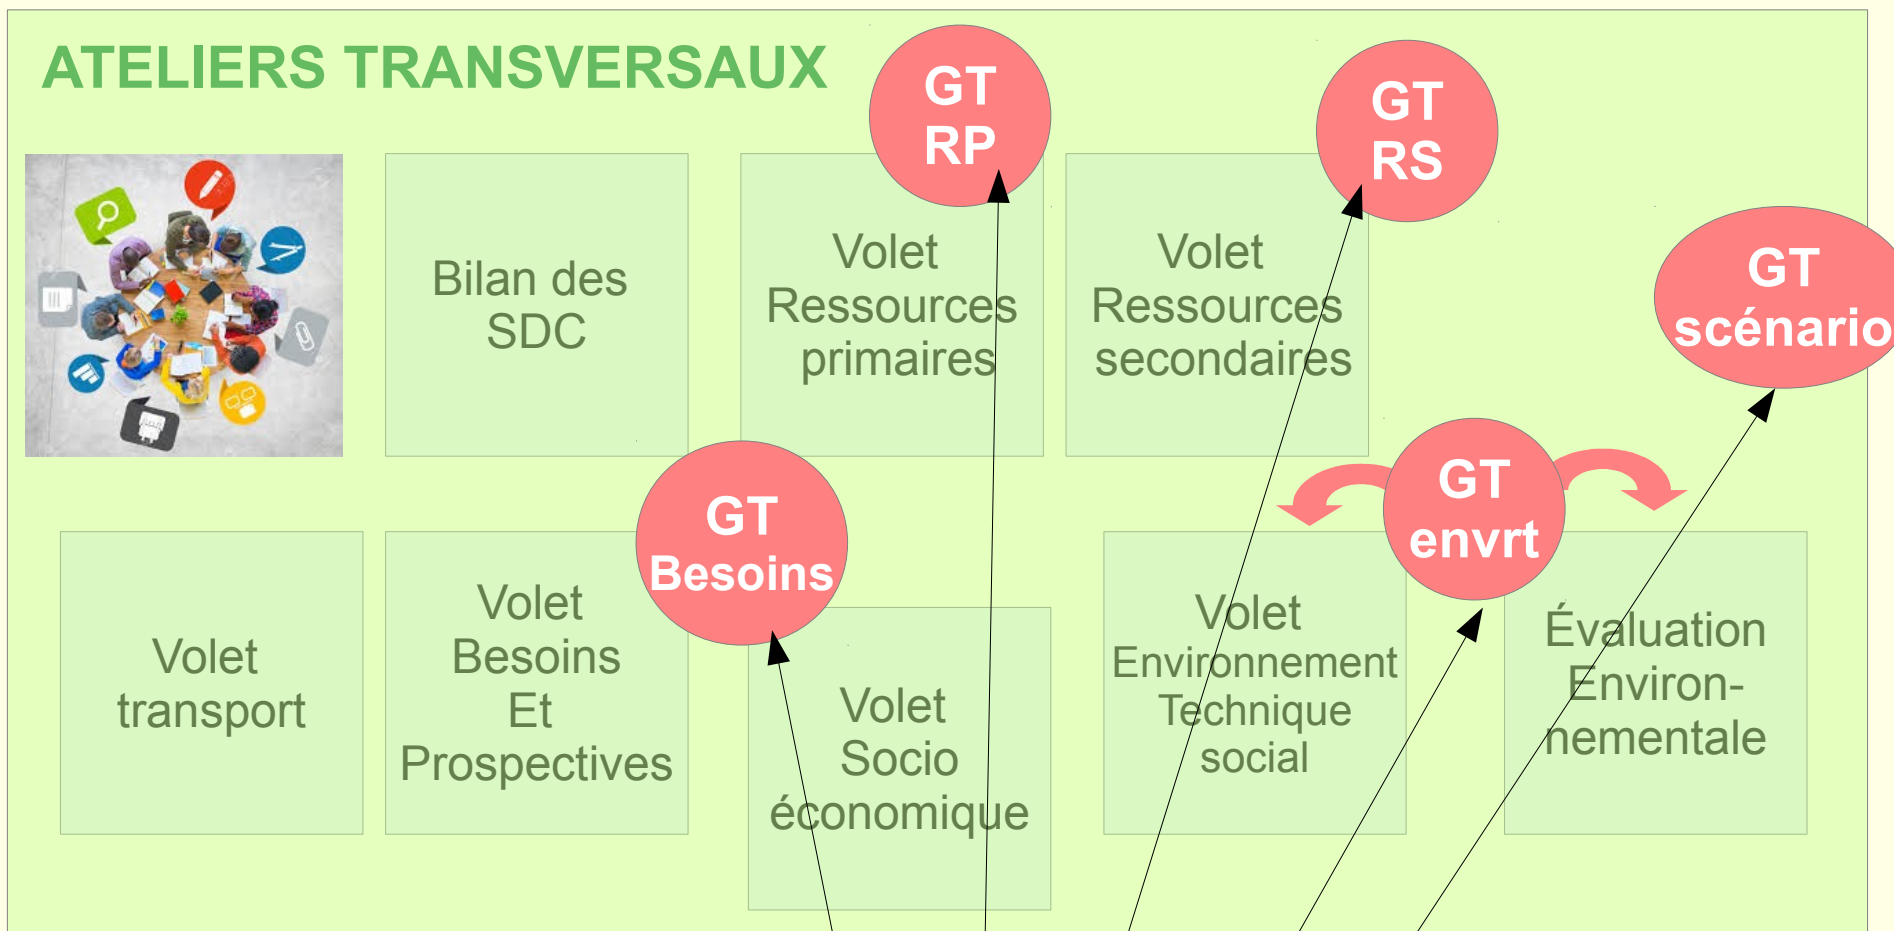 ATELIERS TRANSVERSAUX
GT
RP
GT
RS
Bilan des
SDC
Volet
Ressources
primaires
Volet
Ressources
secondaires
GT
scénario
GT
Besoins
GT
envrt
Volet
transport
Volet
Besoins
Et
Prospectives
Volet
Socio
économique
Volet
Environnement
Technique
social
Évaluation
Environ-
nementale